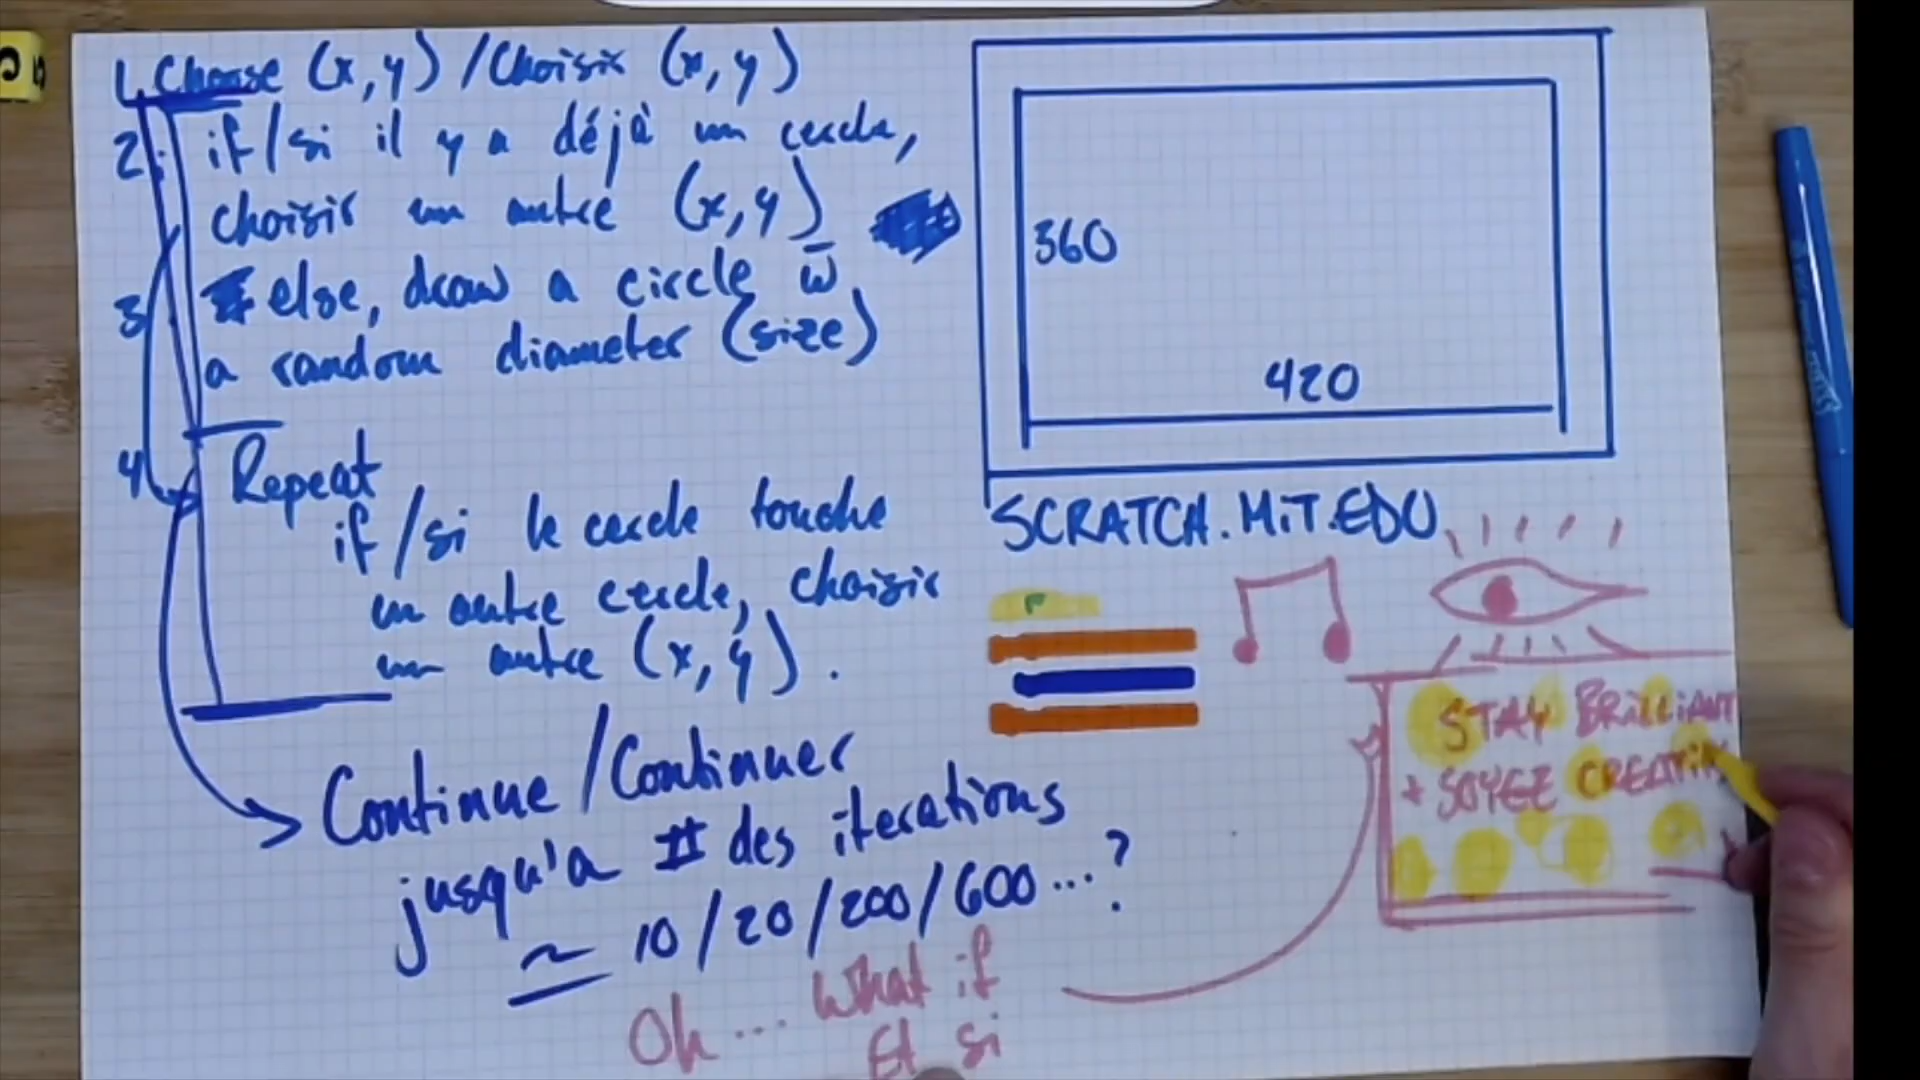 1. Choose (x,y) / Choisir (x,y)
2. if/si il y a déjà un cercle,
choisir un autre (x,y)
3 else, draw a circle w̄
a random diameter (size)
4 Repeat
if/si le cercle touche
un autre cercle, choisir
un autre (x,y).
Continue / Continuer
jusqu'a # des iterations
≃ 10/20/200/600...?
Oh... What if
Et si
360
420
SCRATCH.MIT.EDU
STAY BRILLIANT
+ SOYEZ